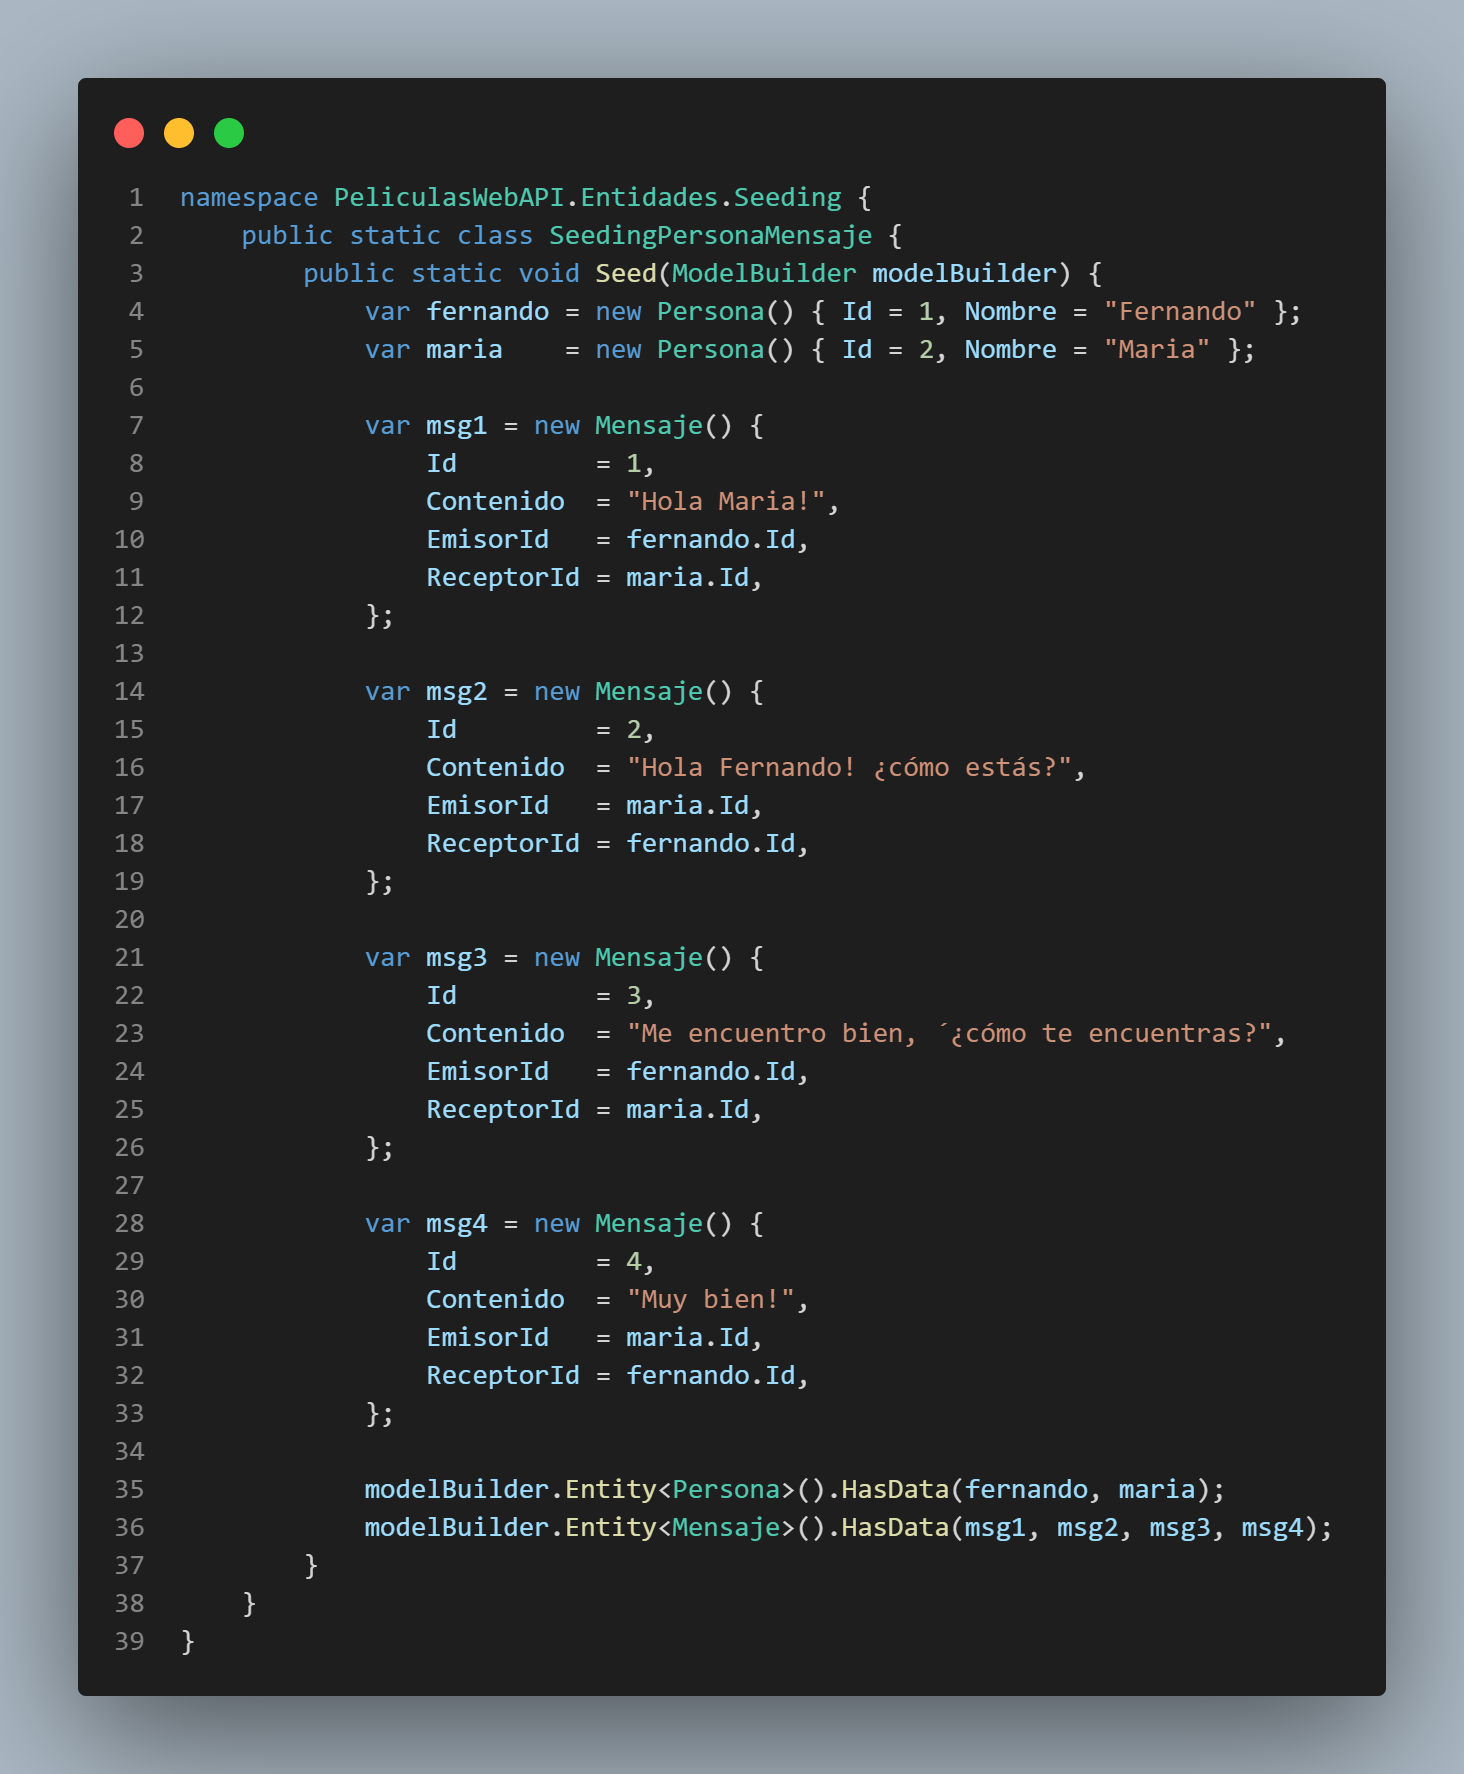 1 namespace PeliculasWebAPI.Entidades.Seeding {
2     public static class SeedingPersonaMensaje {
3         public static void Seed(ModelBuilder modelBuilder) {
4             var fernando = new Persona() { Id = 1, Nombre = "Fernando" };
5             var maria    = new Persona() { Id = 2, Nombre = "Maria" };
6
7             var msg1 = new Mensaje() {
8                 Id         = 1,
9                 Contenido  = "Hola Maria!",
10                 EmisorId   = fernando.Id,
11                 ReceptorId = maria.Id,
12             };
13
14             var msg2 = new Mensaje() {
15                 Id         = 2,
16                 Contenido  = "Hola Fernando! ¿cómo estás?",
17                 EmisorId   = maria.Id,
18                 ReceptorId = fernando.Id,
19             };
20
21             var msg3 = new Mensaje() {
22                 Id         = 3,
23                 Contenido  = "Me encuentro bien, ´¿cómo te encuentras?",
24                 EmisorId   = fernando.Id,
25                 ReceptorId = maria.Id,
26             };
27
28             var msg4 = new Mensaje() {
29                 Id         = 4,
30                 Contenido  = "Muy bien!",
31                 EmisorId   = maria.Id,
32                 ReceptorId = fernando.Id,
33             };
34
35             modelBuilder.Entity<Persona>().HasData(fernando, maria);
36             modelBuilder.Entity<Mensaje>().HasData(msg1, msg2, msg3, msg4);
37         }
38     }
39 }